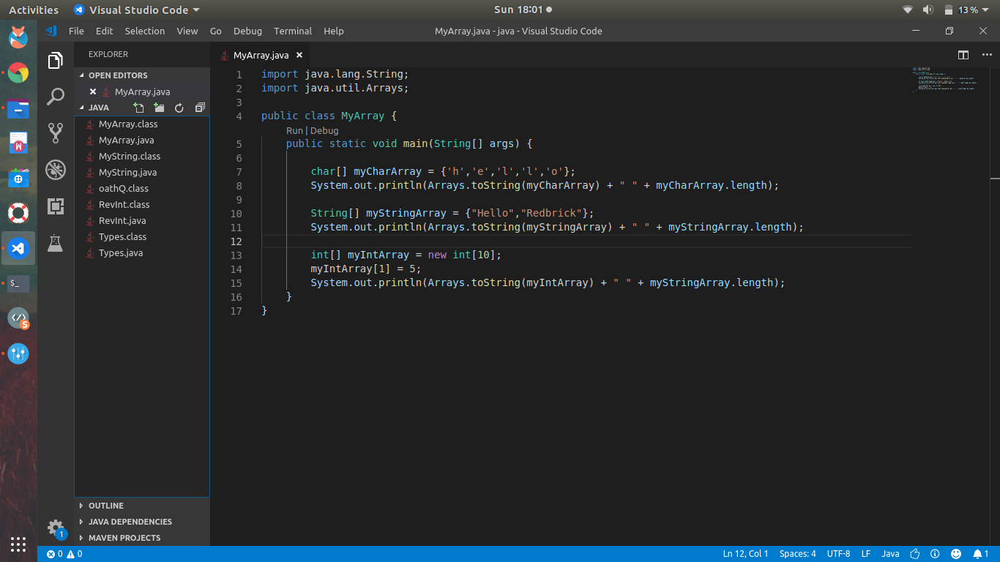 Activities Visual Studio Code Sun 18:01 13 %
File Edit Selection View Go Debug Terminal Help MyArray.java - java - Visual Studio Code
EXPLORER
OPEN EDITORS
MyArray.java
JAVA
MyArray.class
MyArray.java
MyString.class
MyString.java
oathQ.class
RevInt.class
RevInt.java
Types.class
Types.java
OUTLINE
JAVA DEPENDENCIES
MAVEN PROJECTS
1
MyArray.java
1 import java.lang.String;
2 import java.util.Arrays;
3
4 public class MyArray {
Run | Debug
5 public static void main(String[] args) {
6
7 char[] myCharArray = {'h','e','l','l','o'};
8 System.out.println(Arrays.toString(myCharArray) + " " + myCharArray.length);
9
10 String[] myStringArray = {"Hello","Redbrick"};
11 System.out.println(Arrays.toString(myStringArray) + " " + myStringArray.length);
12
13 int[] myIntArray = new int[10];
14 myIntArray[1] = 5;
15 System.out.println(Arrays.toString(myIntArray) + " " + myStringArray.length);
16 }
17 }
0 0 Ln 12, Col 1 Spaces: 4 UTF-8 LF Java 1